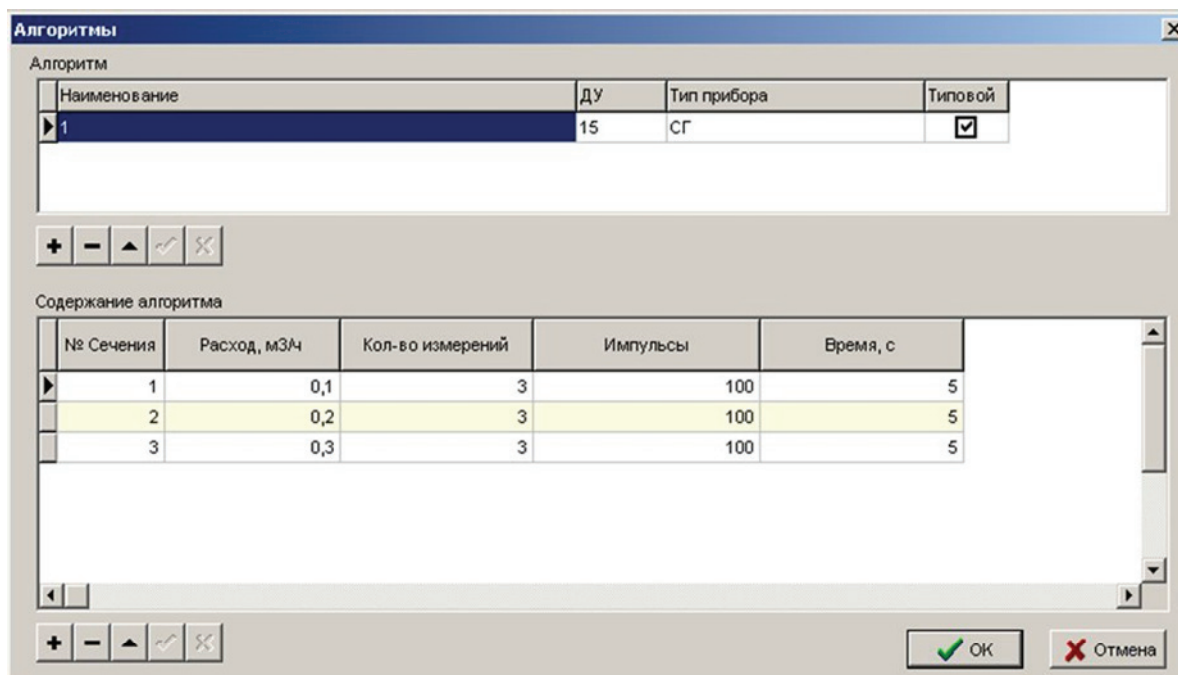 Алгоритмы
Алгоритм
Наименование ДУ Тип прибора Типовой
1 15 СГ
Содержание алгоритма
№ Сечения Расход, м3/ч Кол-во измерений Импульсы Время, с
1 0,1 3 100 5
2 0,2 3 100 5
3 0,3 3 100 5
OK Отмена